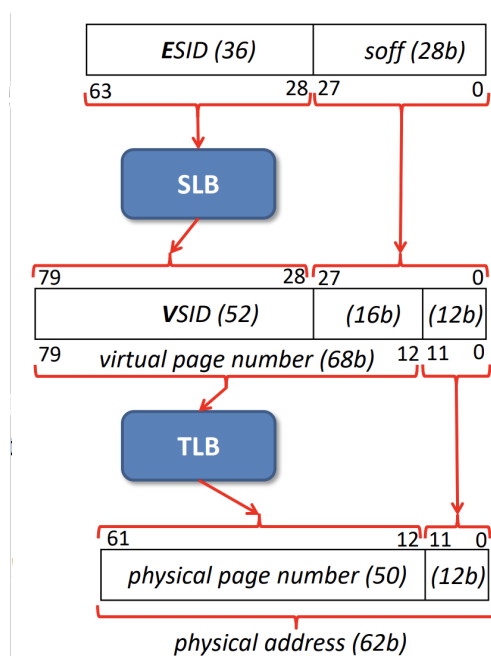 ESID (36) soff (28b)
63 28 27 0
SLB
79 28 27 0
VSID (52) (16b) (12b)
79 virtual page number (68b) 12 11 0
TLB
61 12 11 0
physical page number (50) (12b)
physical address (62b)